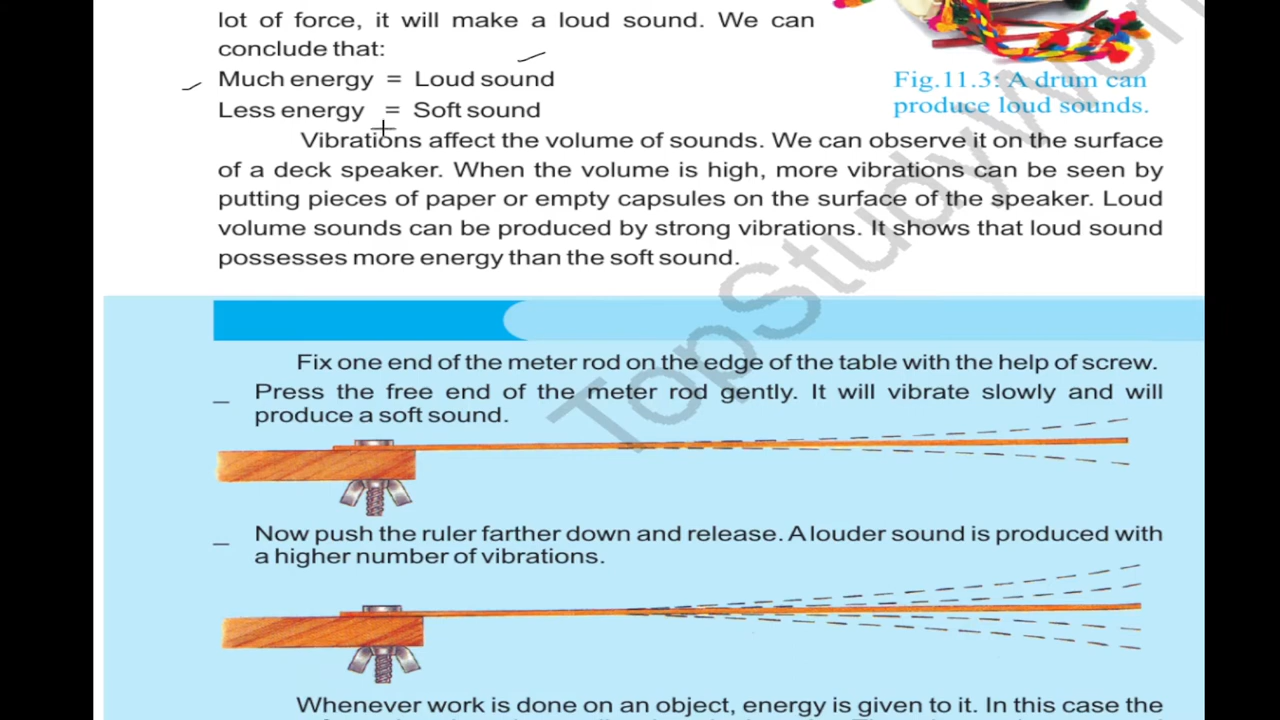 lot of force, it will make a loud sound. We can
conclude that:
Much energy = Loud sound
Less energy = Soft sound
Fig.11.3: A drum can
produce loud sounds.
Vibrations affect the volume of sounds. We can observe it on the surface
of a deck speaker. When the volume is high, more vibrations can be seen by
putting pieces of paper or empty capsules on the surface of the speaker. Loud
volume sounds can be produced by strong vibrations. It shows that loud sound
possesses more energy than the soft sound.
Fix one end of the meter rod on the edge of the table with the help of screw.
_ Press the free end of the meter rod gently. It will vibrate slowly and will
produce a soft sound.
_ Now push the ruler farther down and release. A louder sound is produced with
a higher number of vibrations.
Whenever work is done on an object, energy is given to it. In this case the